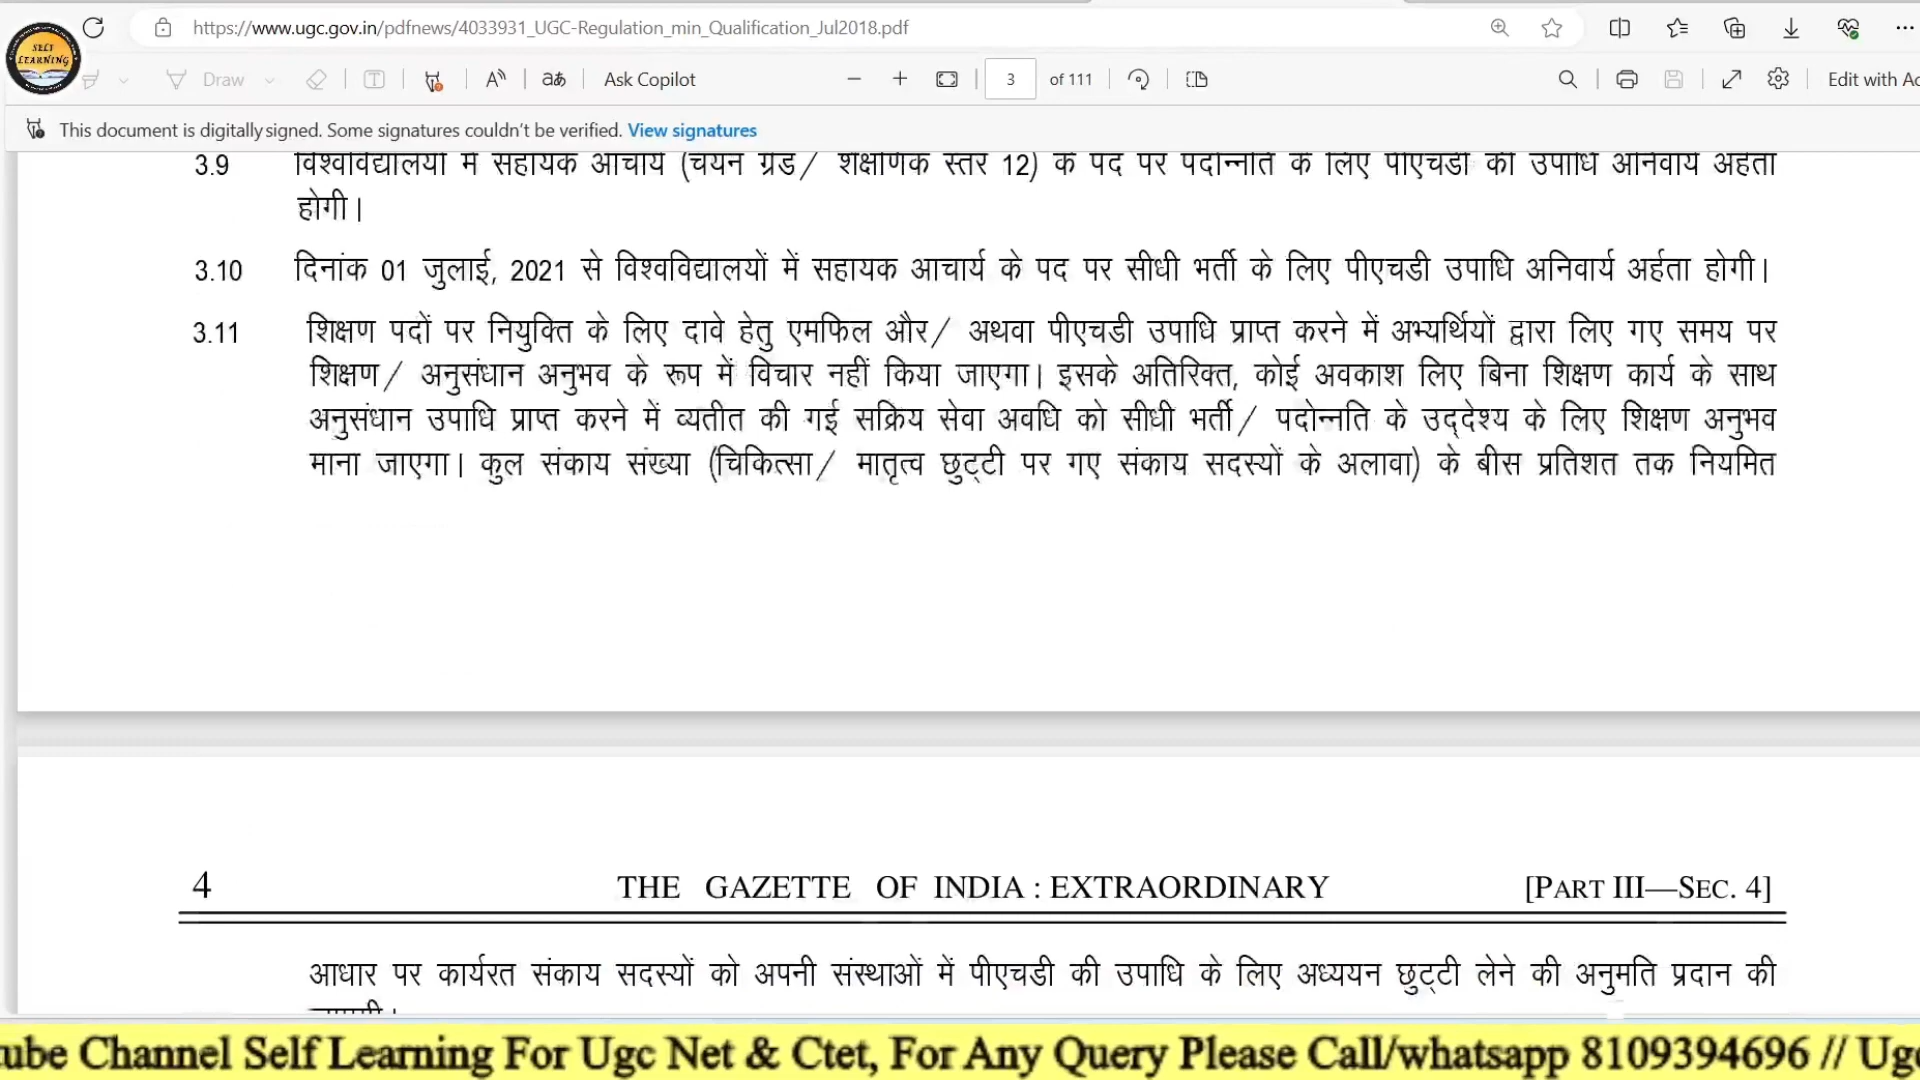 SELF
LEARNING
https://www.ugc.gov.in/pdfnews/4033931_UGC-Regulation_min_Qualification_Jul2018.pdf
Draw
Ask Copilot
3 of 111
Edit with Ac
This document is digitally signed. Some signatures couldn't be verified. View signatures
3.9 विश्वविद्यालयों में सहायक आचार्य (चयन ग्रेड/ शैक्षणिक स्तर 12) के पद पर पदोन्नति के लिए पीएचडी की उपाधि अनिवार्य अर्हता
होगी।
3.10 दिनांक 01 जुलाई, 2021 से विश्वविद्यालयों में सहायक आचार्य के पद पर सीधी भर्ती के लिए पीएचडी उपाधि अनिवार्य अर्हता होगी।
3.11 शिक्षण पदों पर नियुक्ति के लिए दावे हेतु एमफिल और/ अथवा पीएचडी उपाधि प्राप्त करने में अभ्यर्थियों द्वारा लिए गए समय पर
शिक्षण/ अनुसंधान अनुभव के रूप में विचार नहीं किया जाएगा। इसके अतिरिक्त, कोई अवकाश लिए बिना शिक्षण कार्य के साथ
अनुसंधान उपाधि प्राप्त करने में व्यतीत की गई सक्रिय सेवा अवधि को सीधी भर्ती/ पदोन्नति के उद्देश्य के लिए शिक्षण अनुभव
माना जाएगा। कुल संकाय संख्या (चिकित्सा/ मातृत्व छुट्टी पर गए संकाय सदस्यों के अलावा) के बीस प्रतिशत तक नियमित
4 THE GAZETTE OF INDIA : EXTRAORDINARY [PART III—SEC. 4]
आधार पर कार्यरत संकाय सदस्यों को अपनी संस्थाओं में पीएचडी की उपाधि के लिए अध्ययन छुट्टी लेने की अनुमति प्रदान की
ube Channel Self Learning For Ugc Net & Ctet, For Any Query Please Call/whatsapp 8109394696 // Ugc